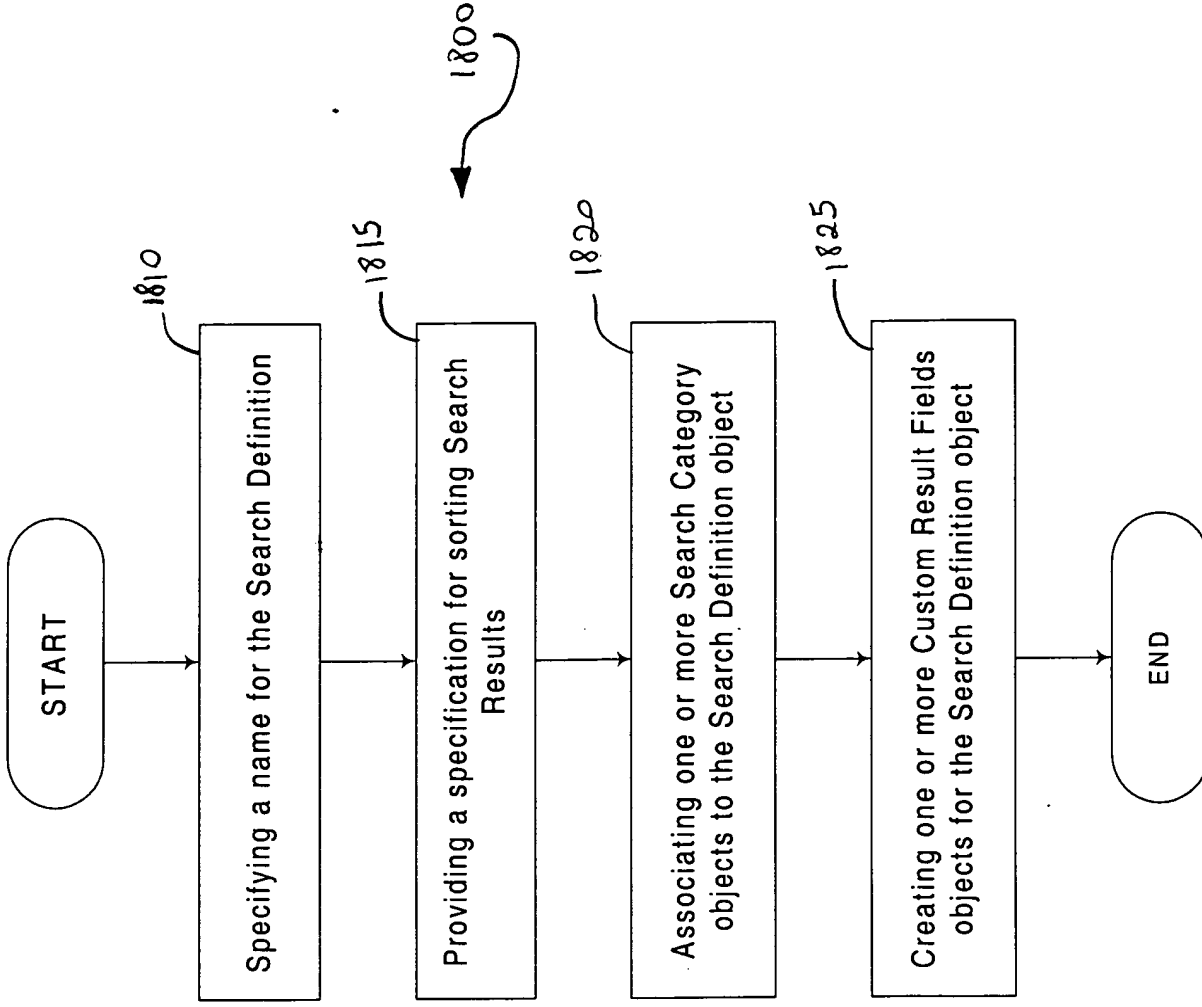 START
1810
Specifying a name for the Search Definition
1815
Providing a specification for sorting Search
Results
1800
1820
Associating one or more Search Category
objects to the Search Definition object
1825
Creating one or more Custom Result Fields
objects for the Search Definition object
END